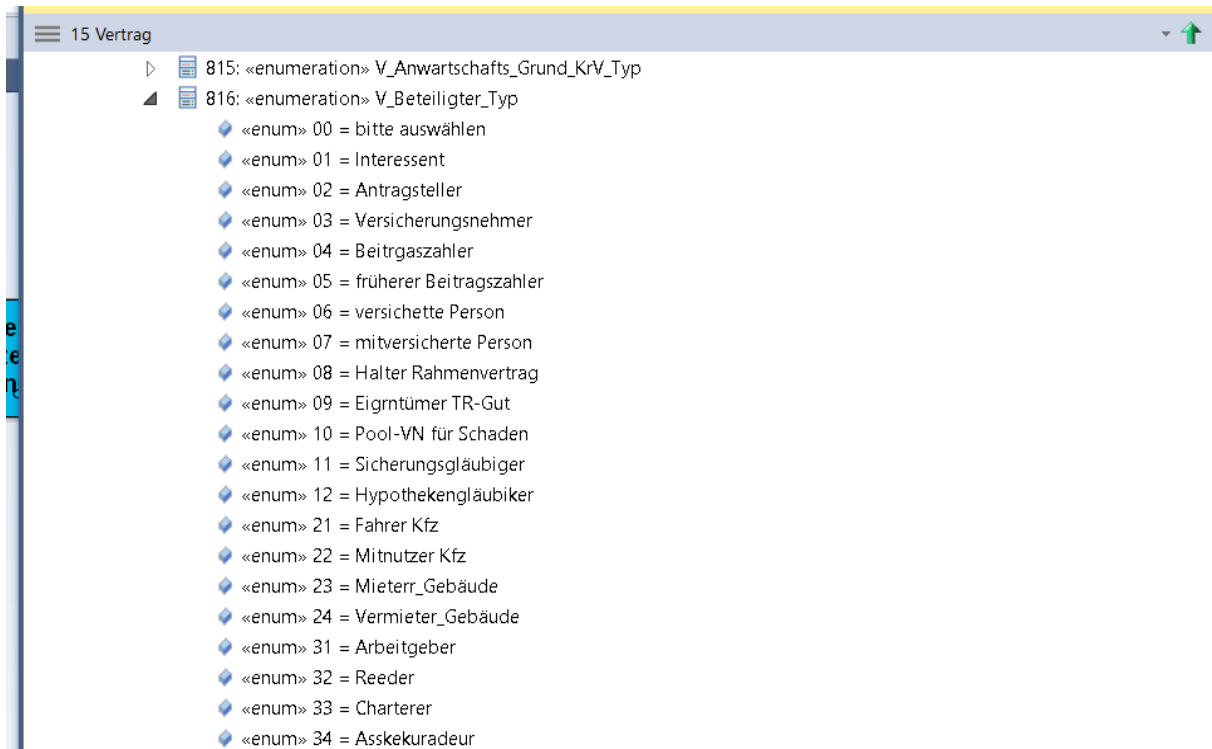 15 Vertrag
815: «enumeration» V_Anwartschafts_Grund_KrV_Typ
816: «enumeration» V_Beteiligter_Typ
«enum» 00 = bitte auswählen
«enum» 01 = Interessent
«enum» 02 = Antragsteller
«enum» 03 = Versicherungsnehmer
«enum» 04 = Beitrgaszahler
«enum» 05 = früherer Beitragszahler
«enum» 06 = versichette Person
«enum» 07 = mitversicherte Person
«enum» 08 = Halter Rahmenvertrag
«enum» 09 = Eigrntümer TR-Gut
«enum» 10 = Pool-VN für Schaden
«enum» 11 = Sicherungsgläubiger
«enum» 12 = Hypothekengläubiker
«enum» 21 = Fahrer Kfz
«enum» 22 = Mitnutzer Kfz
«enum» 23 = Mieterr_Gebäude
«enum» 24 = Vermieter_Gebäude
«enum» 31 = Arbeitgeber
«enum» 32 = Reeder
«enum» 33 = Charterer
«enum» 34 = Asskekuradeur